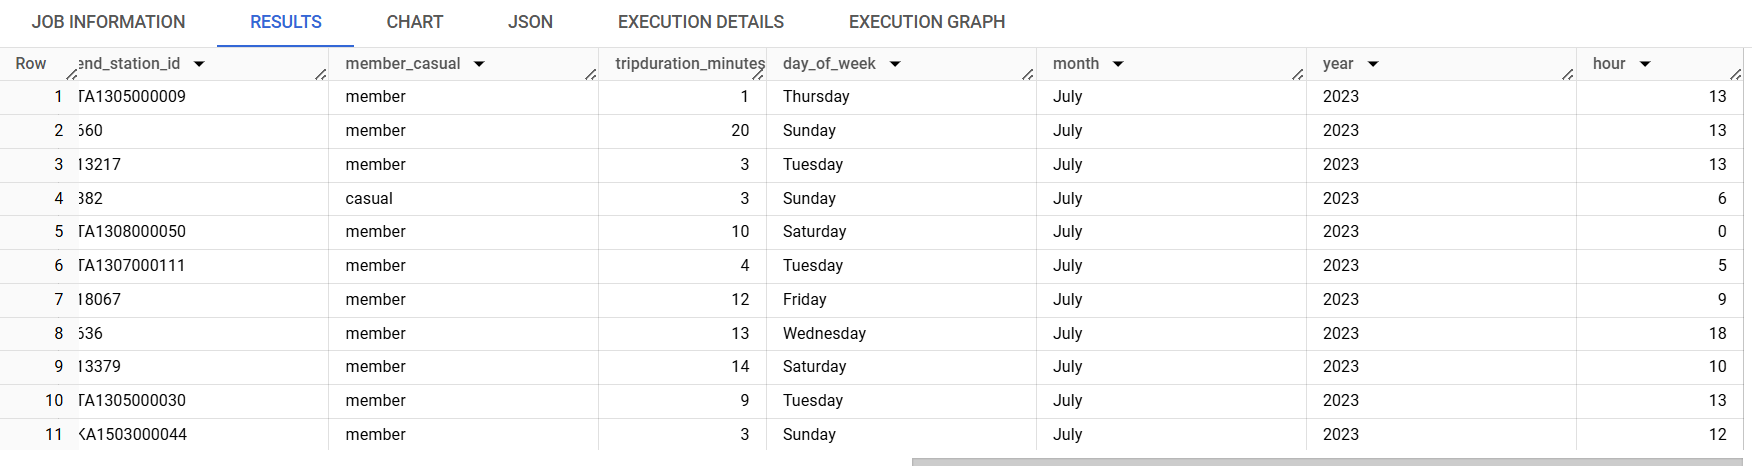 JOB INFORMATION RESULTS CHART JSON EXECUTION DETAILS EXECUTION GRAPH
Row end_station_id member_casual tripduration_minutes day_of_week month year hour
1 TA1305000009 member 1 Thursday July 2023 13
2 660 member 20 Sunday July 2023 13
3 13217 member 3 Tuesday July 2023 13
4 382 casual 3 Sunday July 2023 6
5 TA1308000050 member 10 Saturday July 2023 0
6 TA1307000111 member 4 Tuesday July 2023 5
7 18067 member 12 Friday July 2023 9
8 636 member 13 Wednesday July 2023 18
9 13379 member 14 Saturday July 2023 10
10 TA1305000030 member 9 Tuesday July 2023 13
11 KA1503000044 member 3 Sunday July 2023 12